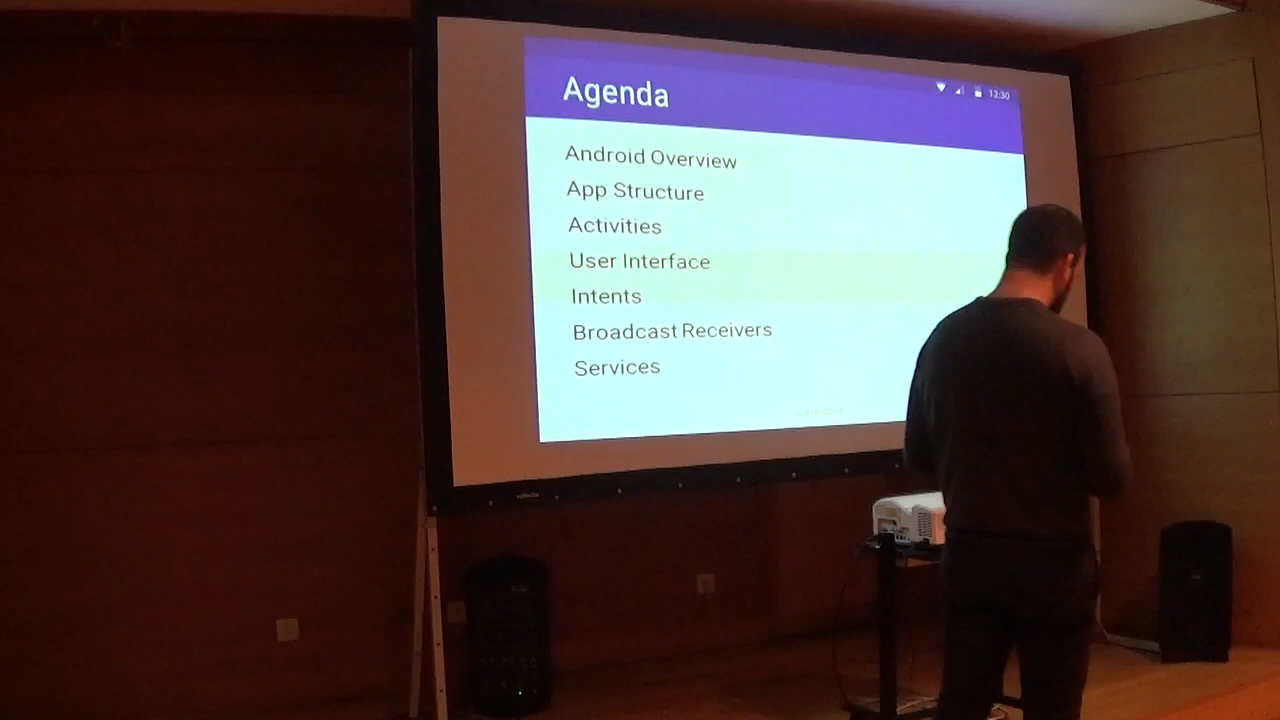 Agenda
12:30
Android Overview
App Structure
Activities
User Interface
Intents
Broadcast Receivers
Services